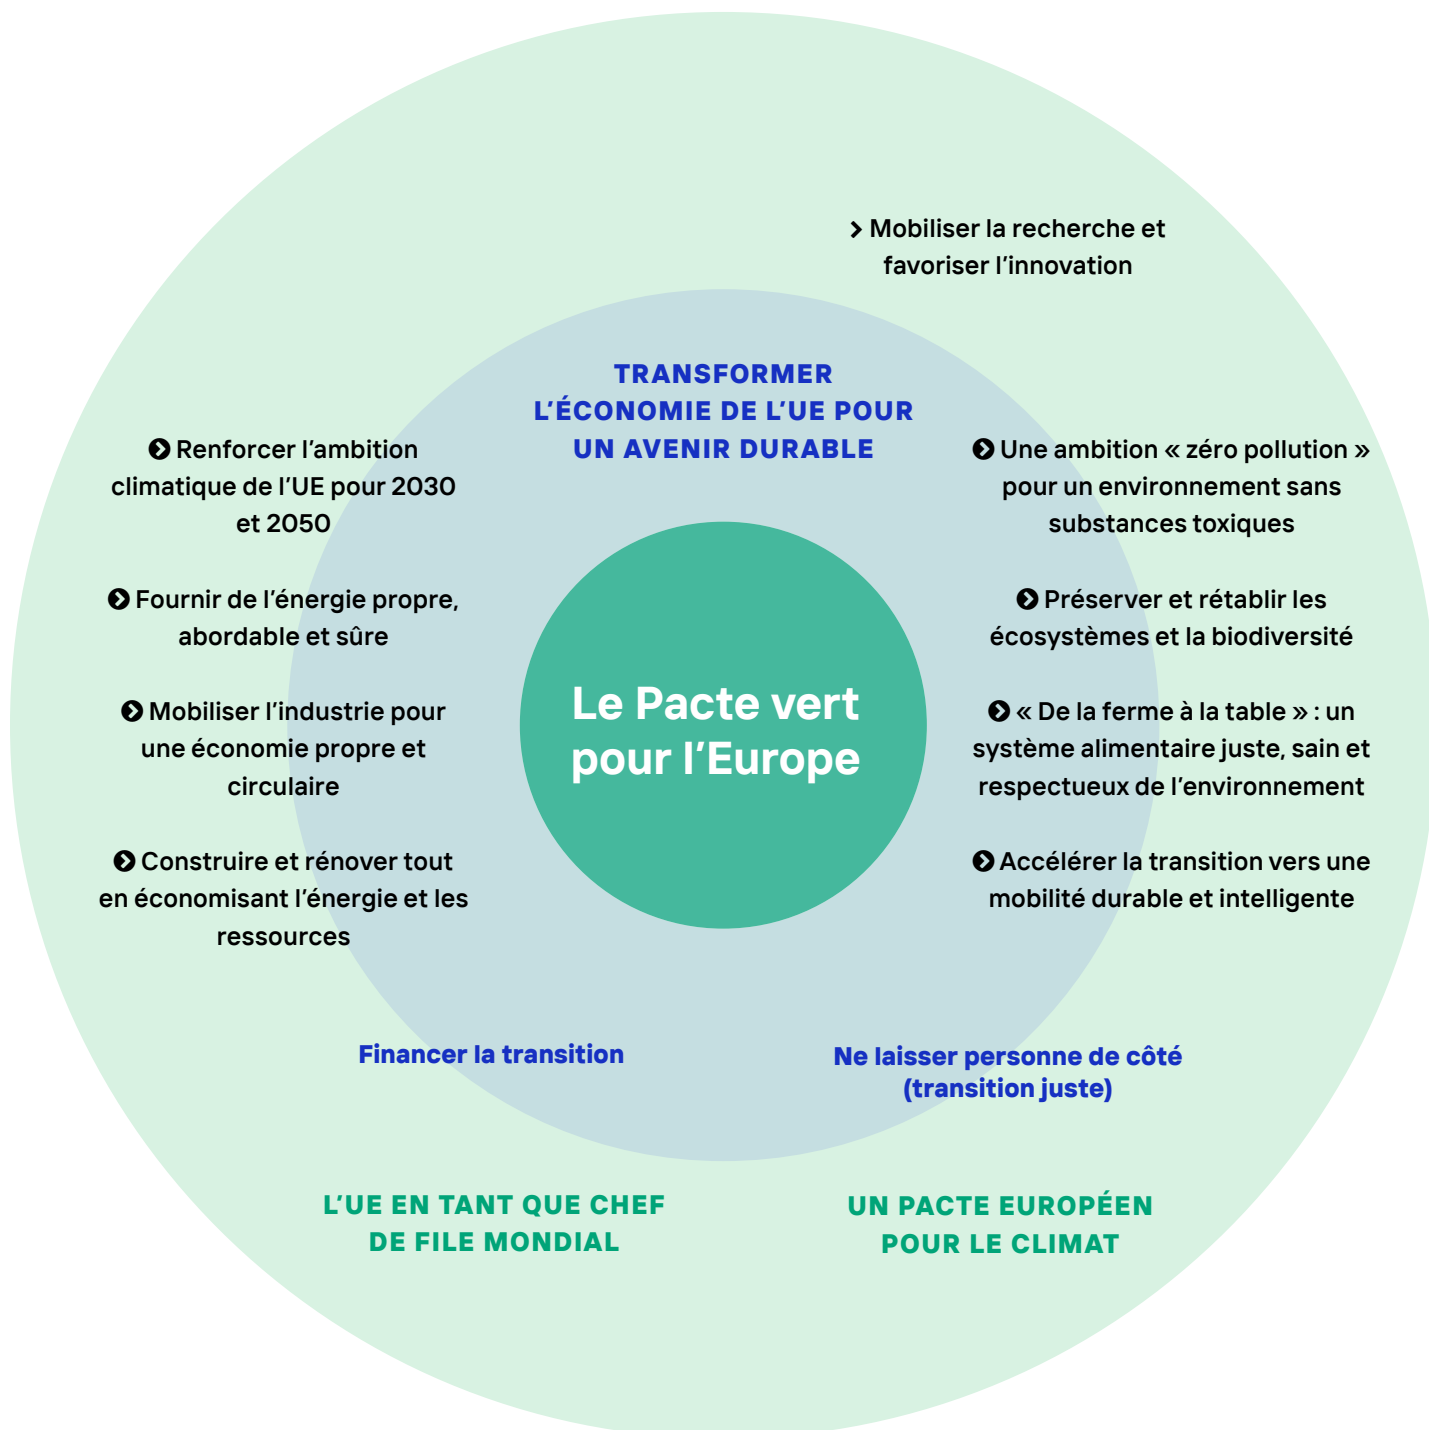 Mobiliser la recherche et
favoriser l’innovation
TRANSFORMER
L’ÉCONOMIE DE L’UE POUR
UN AVENIR DURABLE
Renforcer l’ambition
climatique de l’UE pour 2030
et 2050
Fournir de l’énergie propre,
abordable et sûre
Mobiliser l’industrie pour
une économie propre et
circulaire
Construire et rénover tout
en économisant l’énergie et les
ressources
Le Pacte vert
pour l’Europe
Une ambition « zéro pollution »
pour un environnement sans
substances toxiques
Préserver et rétablir les
écosystèmes et la biodiversité
« De la ferme à la table » : un
système alimentaire juste, sain et
respectueux de l’environnement
Accélérer la transition vers une
mobilité durable et intelligente
Financer la transition
Ne laisser personne de côté
(transition juste)
L’UE EN TANT QUE CHEF
DE FILE MONDIAL
UN PACTE EUROPÉEN
POUR LE CLIMAT